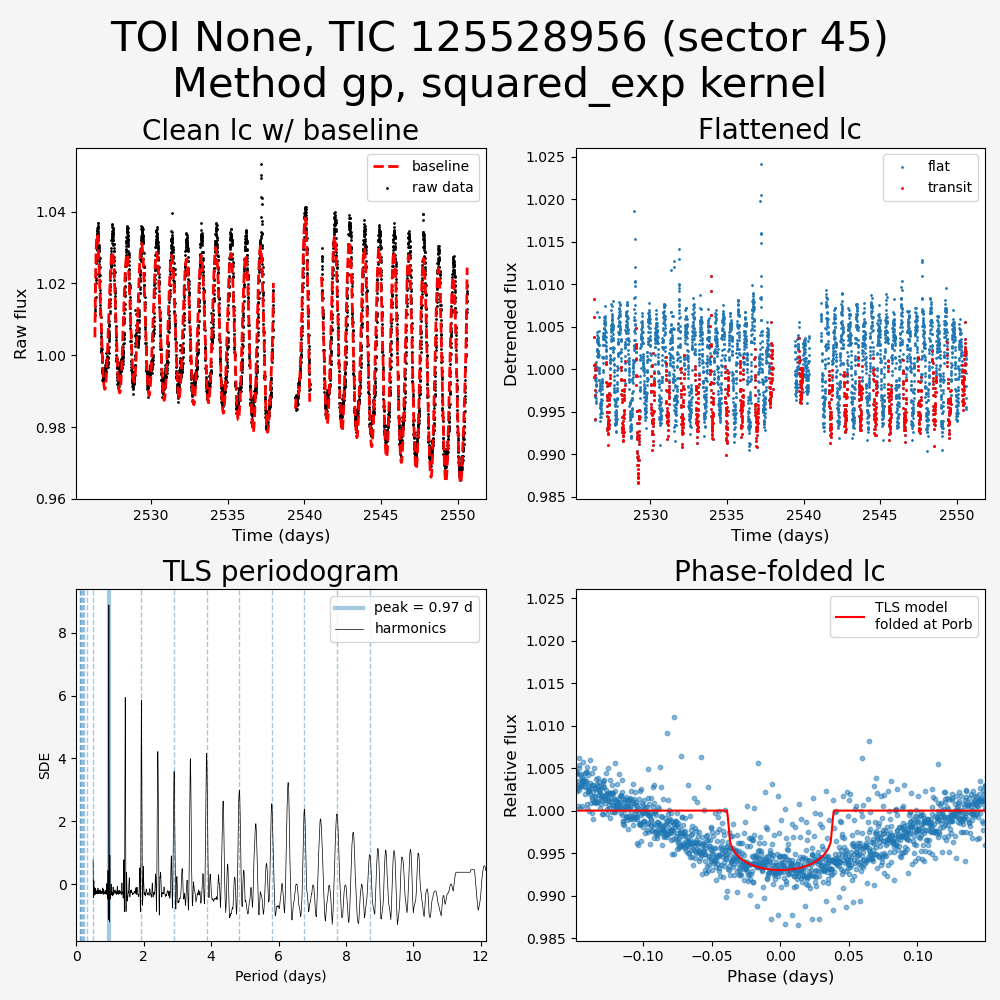 TOI None, TIC 125528956 (sector 45)
Method gp, squared_exp kernel
Clean lc w/ baseline
baseline
raw data
Raw flux
1.04
1.02
1.00
0.98
0.96
2530
2535
2540
2545
2550
Time (days)
Flattened lc
flat
transit
Detrended flux
1.025
1.020
1.015
1.010
1.005
1.000
0.995
0.990
0.985
2530
2535
2540
2545
2550
Time (days)
TLS periodogram
peak = 0.97 d
harmonics
SDE
8
6
4
2
0
0
2
4
6
8
10
12
Period (days)
Phase-folded lc
TLS model
folded at Porb
Relative flux
1.025
1.020
1.015
1.010
1.005
1.000
0.995
0.990
0.985
−0.10
−0.05
0.00
0.05
0.10
Phase (days)